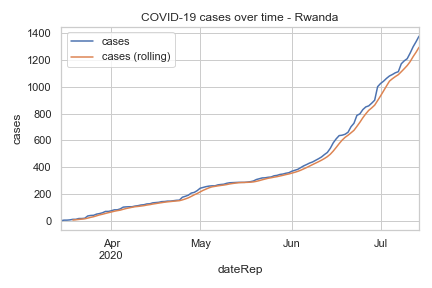 COVID-19 cases over time - Rwanda
cases
cases (rolling)
cases
1400
1200
1000
800
600
400
200
0
Apr
2020
May
Jun
Jul
dateRep